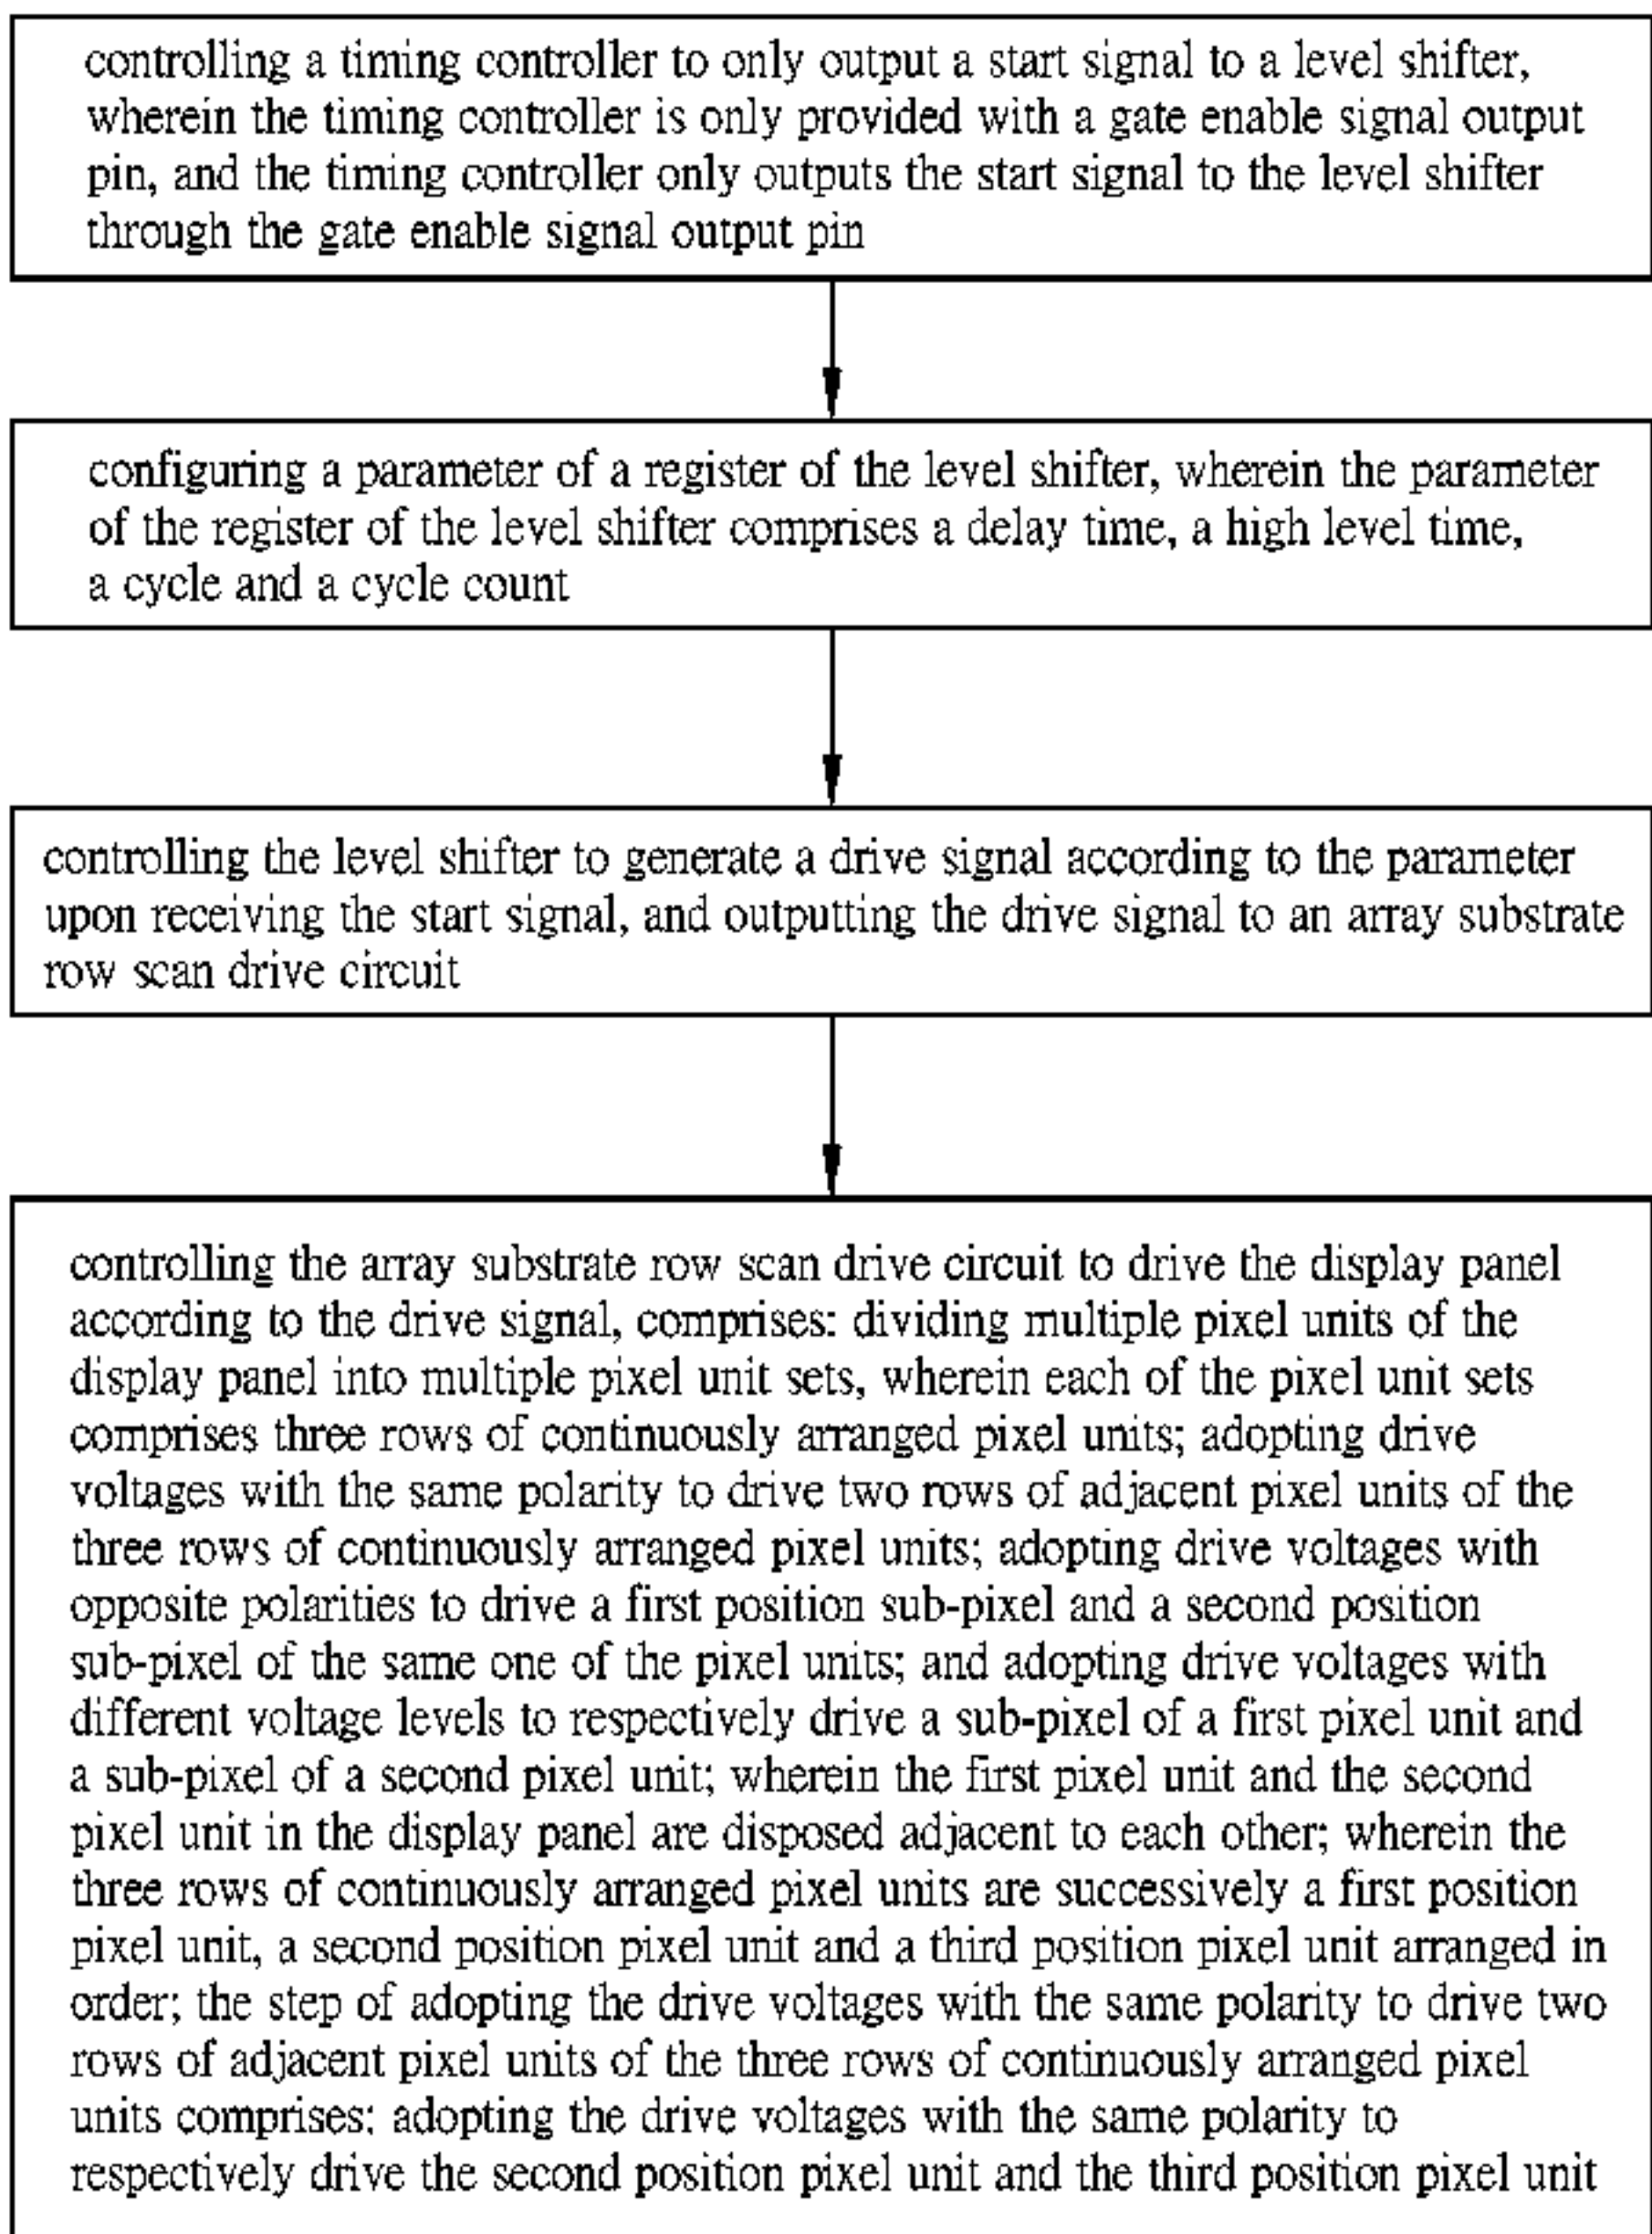 controlling a timing controller to only output a start signal to a level shifter,
wherein the timing controller is only provided with a gate enable signal output
pin, and the timing controller only outputs the start signal to the level shifter
through the gate enable signal output pin
configuring a parameter of a register of the level shifter, wherein the parameter
of the register of the level shifter comprises a delay time, a high level time,
a cycle and a cycle count
controlling the level shifter to generate a drive signal according to the parameter
upon receiving the start signal, and outputting the drive signal to an array substrate
row scan drive circuit
controlling the array substrate row scan drive circuit to drive the display panel
according to the drive signal, comprises: dividing multiple pixel units of the
display panel into multiple pixel unit sets, wherein each of the pixel unit sets
comprises three rows of continuously arranged pixel units; adopting drive
voltages with the same polarity to drive two rows of adjacent pixel units of the
three rows of continuously arranged pixel units; adopting drive voltages with
opposite polarities to drive a first position sub-pixel and a second position
sub-pixel of the same one of the pixel units; and adopting drive voltages with
different voltage levels to respectively drive a sub-pixel of a first pixel unit and
a sub-pixel of a second pixel unit; wherein the first pixel unit and the second
pixel unit in the display panel are disposed adjacent to each other; wherein the
three rows of continuously arranged pixel units are successively a first position
pixel unit, a second position pixel unit and a third position pixel unit arranged in
order; the step of adopting the drive voltages with the same polarity to drive two
rows of adjacent pixel units of the three rows of continuously arranged pixel
units comprises: adopting the drive voltages with the same polarity to
respectively drive the second position pixel unit and the third position pixel unit